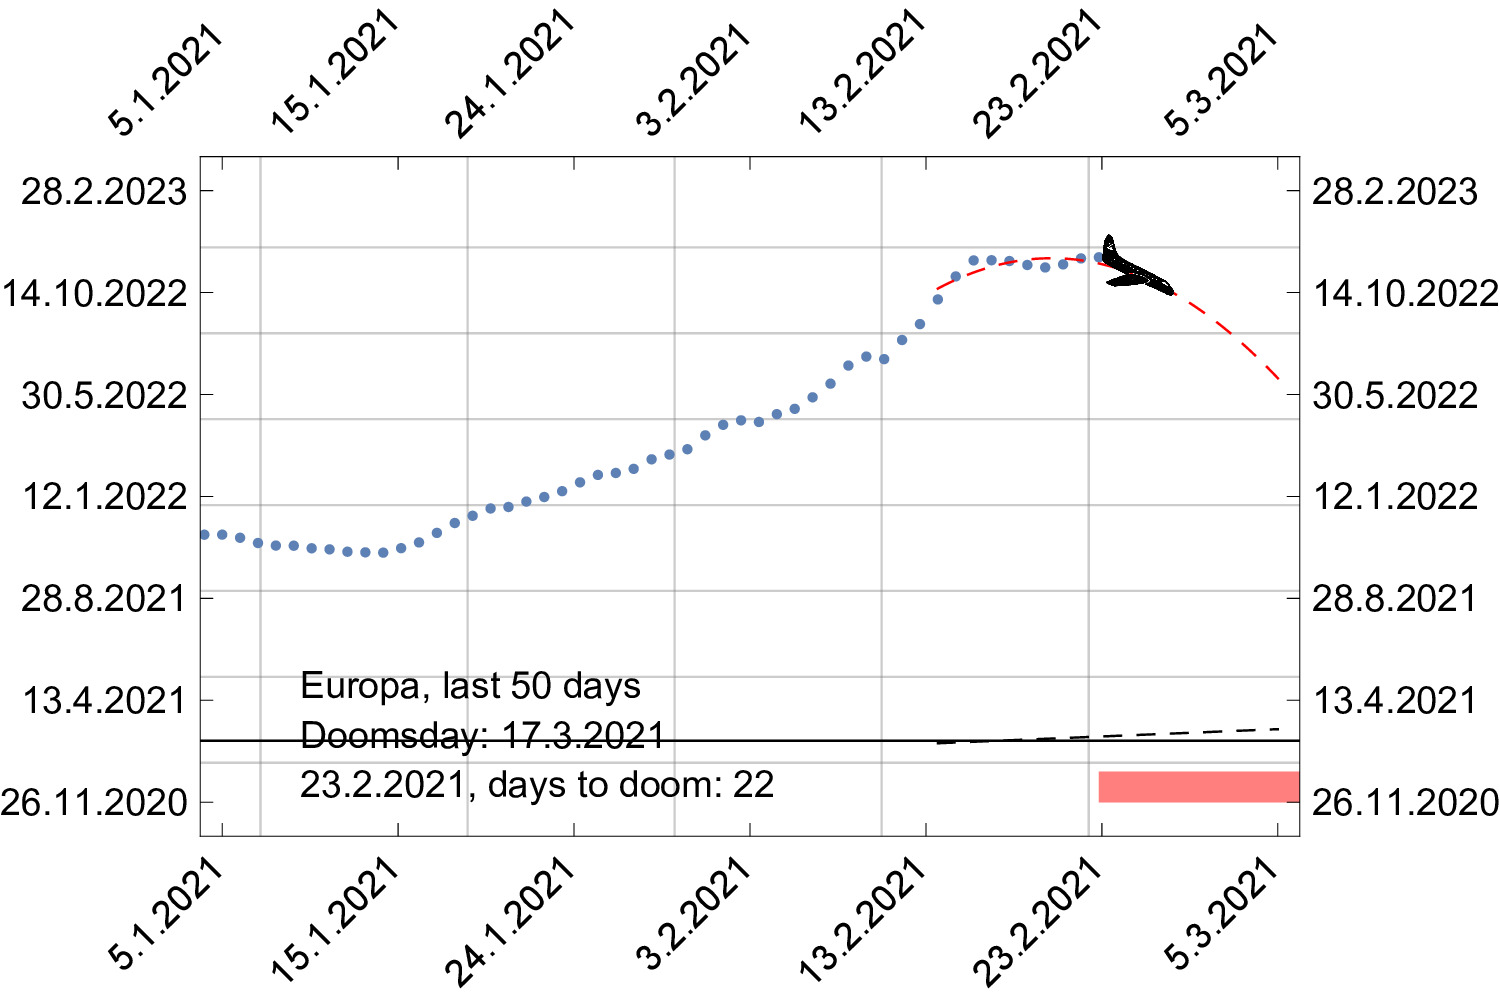 5.1.2021 15.1.2021 24.1.2021 3.2.2021 13.2.2021 23.2.2021 5.3.2021
28.2.2023 28.2.2023
14.10.2022 14.10.2022
30.5.2022 30.5.2022
12.1.2022 12.1.2022
28.8.2021 28.8.2021
Europa, last 50 days
13.4.2021 13.4.2021
Doomsday: 17.3.2021
23.2.2021, days to doom: 22
26.11.2020 26.11.2020
5.1.2021 15.1.2021 24.1.2021 3.2.2021 13.2.2021 23.2.2021 5.3.2021